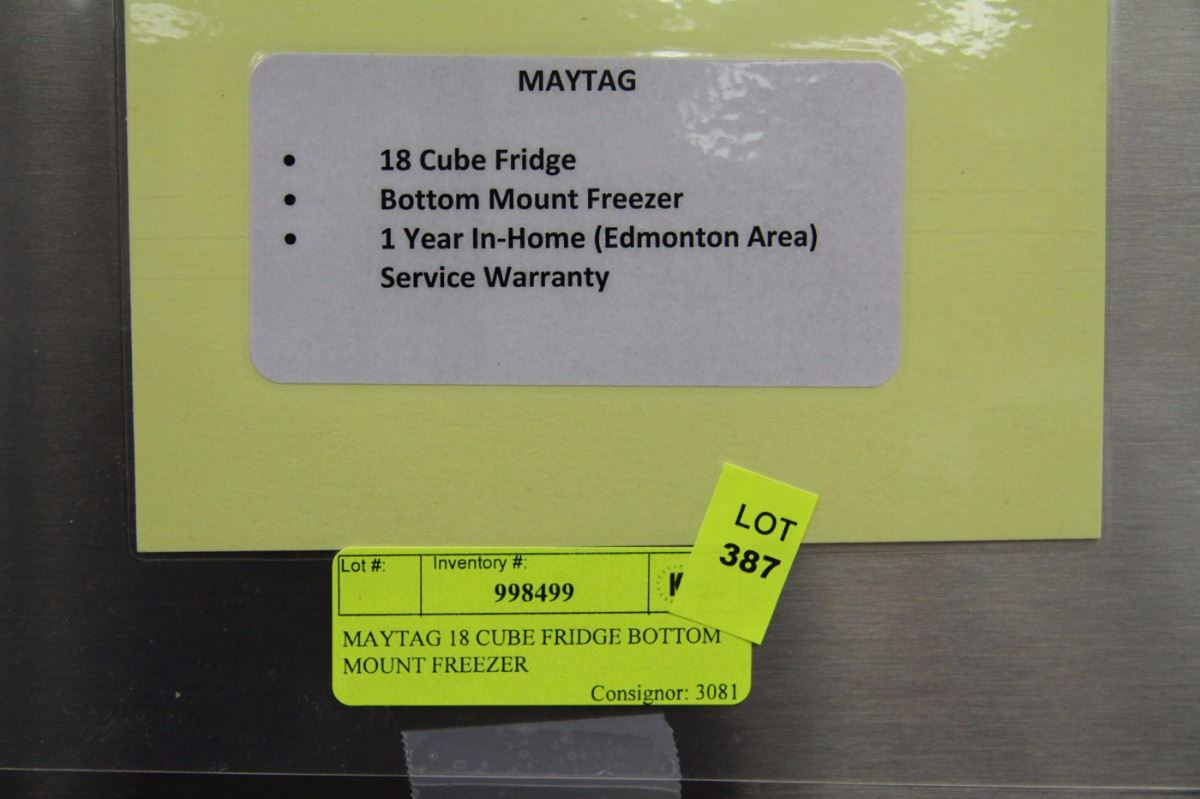 MAYTAG
• 18 Cube Fridge
• Bottom Mount Freezer
• 1 Year In-Home (Edmonton Area)
Service Warranty
LOT
387
Lot #: Inventory #:
998499
MAYTAG 18 CUBE FRIDGE BOTTOM
MOUNT FREEZER
Consignor: 3081